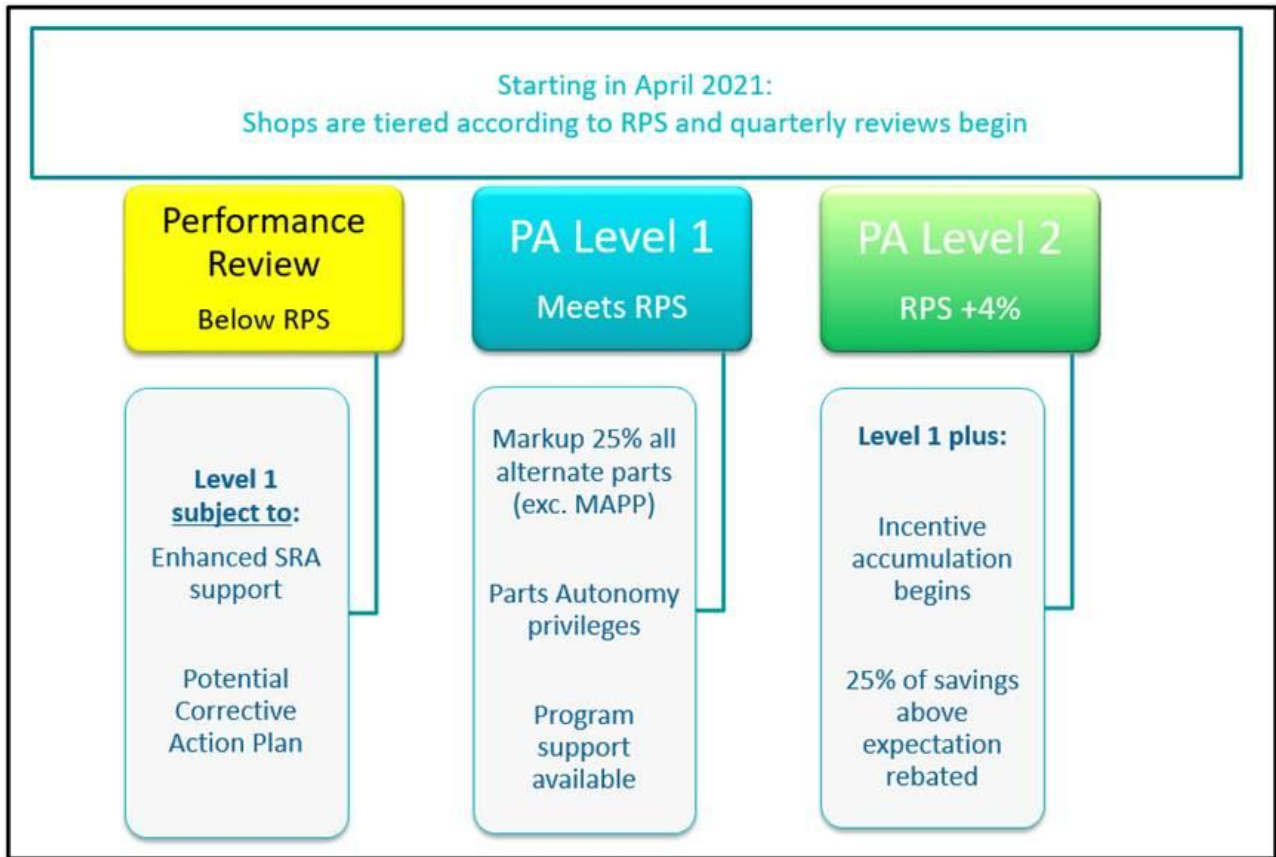 Starting in April 2021:
Shops are tiered according to RPS and quarterly reviews begin
Performance
Review
Below RPS
Level 1
subject to:
Enhanced SRA
support
Potential
Corrective
Action Plan
PA Level 1
Meets RPS
Markup 25% all
alternate parts
(exc. MAPP)
Parts Autonomy
privileges
Program
support
available
PA Level 2
RPS +4%
Level 1 plus:
Incentive
accumulation
begins
25% of savings
above
expectation
rebated